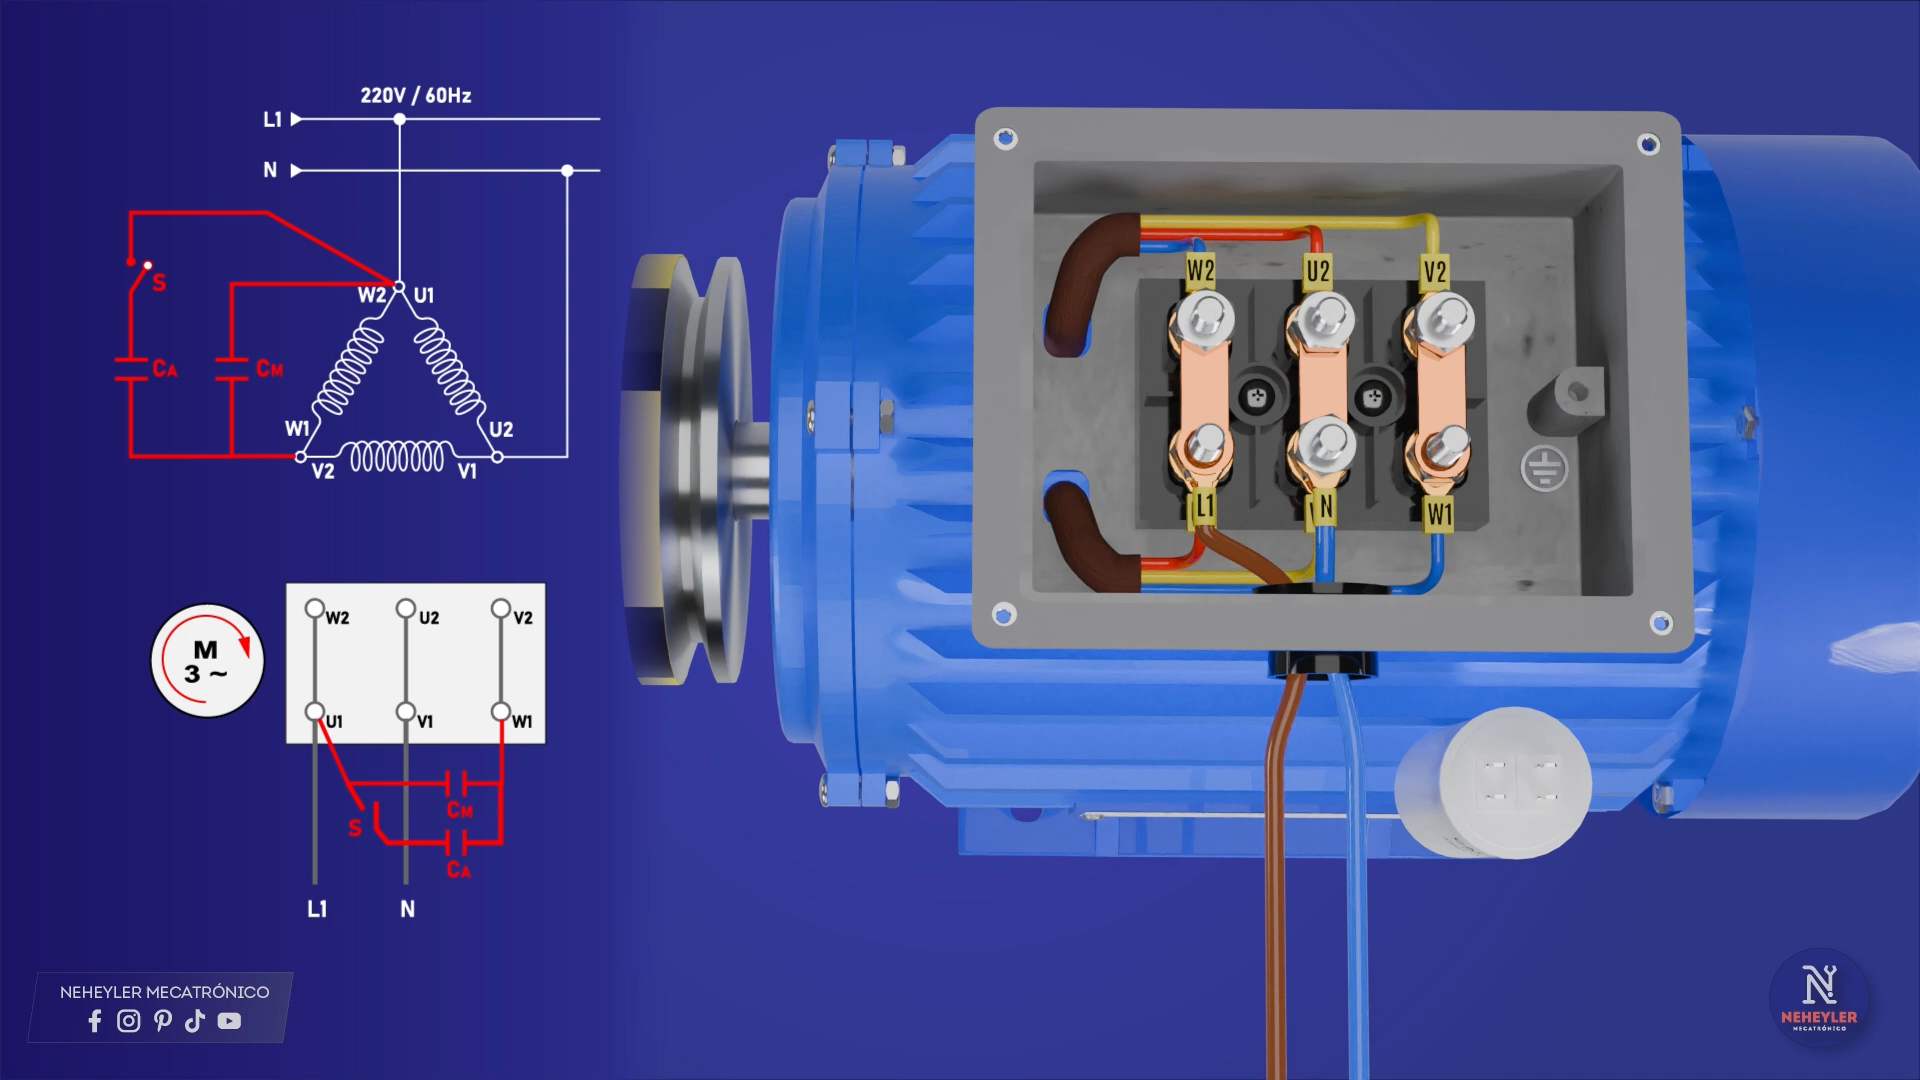 220V / 60Hz
L1
N
S
W2 U1
CA CM
W1 U2
V2 V1
M
3 ~
W2 U2 V2
U1 V1 W1
CM
S
CA
L1 N
W2 U2 V2
L1 N W1
NEHEYLER MECATRÓNICO
N
NEHEYLER
MECATRÓNICO